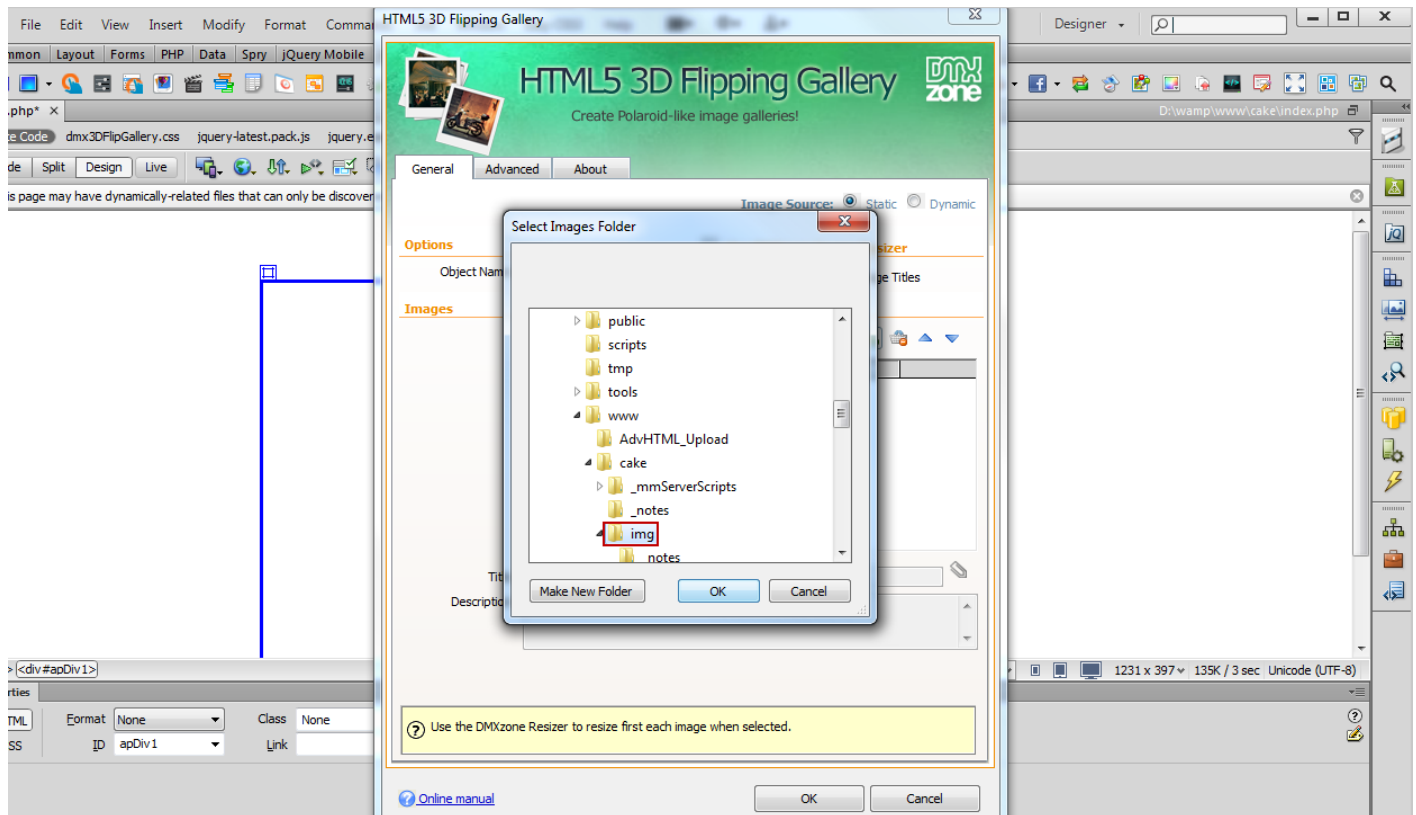 File Edit View Insert Modify Format Comma
HTML5 3D Flipping Gallery
Designer
mmon Layout Forms PHP Data Spry jQuery Mobile
HTML5 3D Flipping Gallery
DMX zone
Create Polaroid-like image galleries!
.php*
D:\wamp\www\cake\index.php
ce Code dmx3DFlipGallery.css jquery-latest.pack.js jquery.e
de Split Design Live
General Advanced About
is page may have dynamically-related files that can only be discover
Image Source: Static Dynamic
Select Images Folder
Options
sizer
Object Nam
ge Titles
Images
public
scripts
tmp
tools
www
AdvHTML_Upload
cake
_mmServerScripts
_notes
img
notes
Tit
Make New Folder OK Cancel
Descriptio
<div#apDiv1>
1231 x 397 135K / 3 sec Unicode (UTF-8)
rties
TML Format None Class None
SS ID apDiv1 Link
Use the DMXzone Resizer to resize first each image when selected.
Online manual
OK Cancel